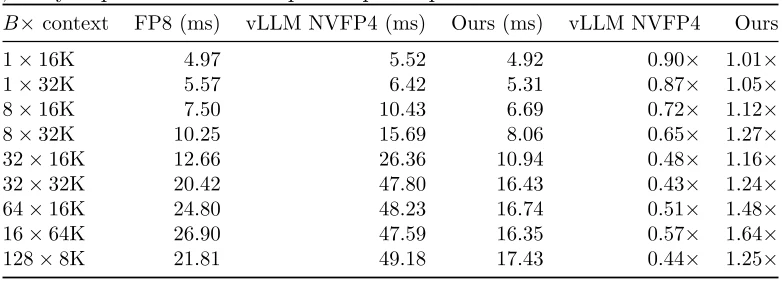 B× context FP8 (ms) vLLM NVFP4 (ms) Ours (ms) vLLM NVFP4 Ours
1 × 16K 4.97 5.52 4.92 0.90× 1.01×
1 × 32K 5.57 6.42 5.31 0.87× 1.05×
8 × 16K 7.50 10.43 6.69 0.72× 1.12×
8 × 32K 10.25 15.69 8.06 0.65× 1.27×
32 × 16K 12.66 26.36 10.94 0.48× 1.16×
32 × 32K 20.42 47.80 16.43 0.43× 1.24×
64 × 16K 24.80 48.23 16.74 0.51× 1.48×
16 × 64K 26.90 47.59 16.35 0.57× 1.64×
128 × 8K 21.81 49.18 17.43 0.44× 1.25×